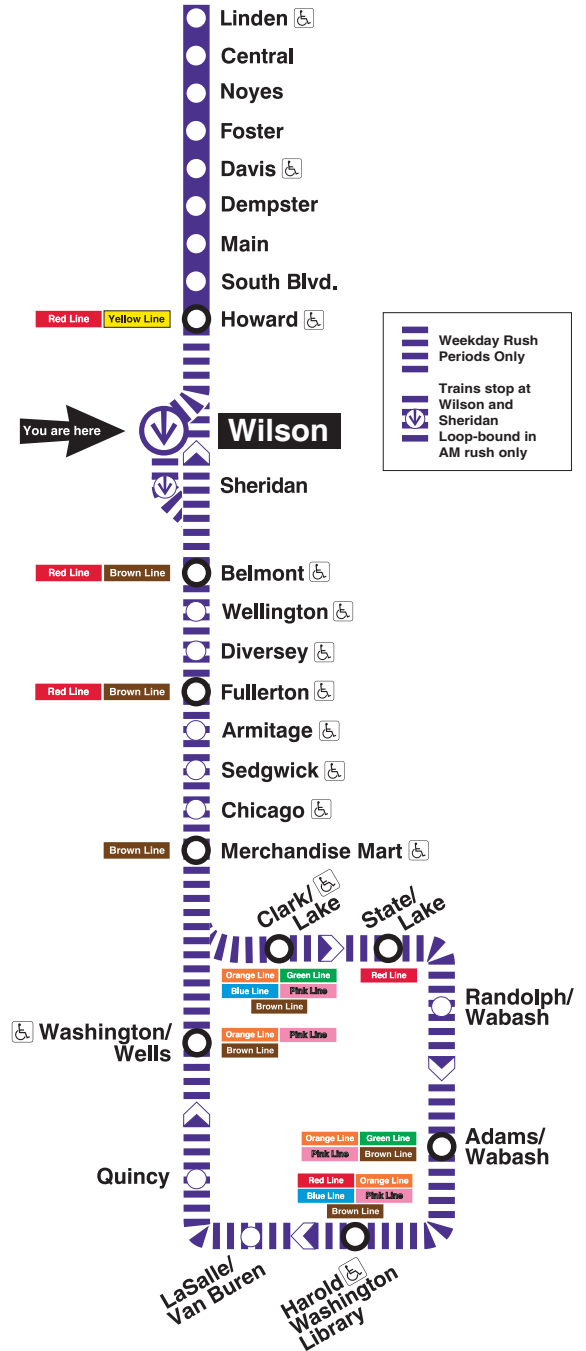 Linden
Central
Noyes
Foster
Davis
Dempster
Main
South Blvd.
Red Line Yellow Line Howard
Weekday Rush
Periods Only
Trains stop at
Wilson and
Sheridan
Loop-bound in
AM rush only
You are here
Wilson
Sheridan
Red Line Brown Line Belmont
Wellington
Diversey
Red Line Brown Line Fullerton
Armitage
Sedgwick
Chicago
Brown Line Merchandise Mart
Clark/
Lake
State/
Lake
Orange Line Green Line
Blue Line Pink Line
Brown Line
Red Line
Randolph/
Wabash
Washington/
Wells
Orange Line Pink Line
Brown Line
Orange Line Green Line
Pink Line Brown Line
Adams/
Wabash
Quincy
Red Line Orange Line
Blue Line Pink Line
Brown Line
LaSalle/
Van Buren
Harold
Washington
Library